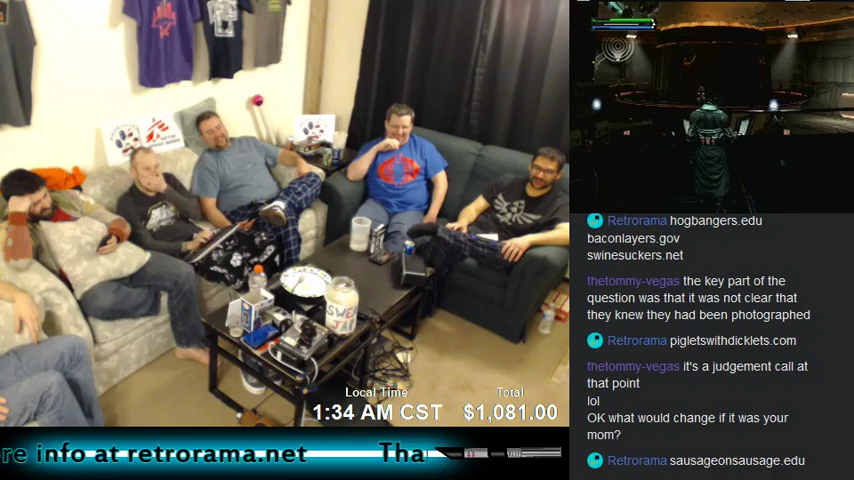 SWEAR
JAR
Local Time
Total
1:34 AM CST
$1,081.00
re info at retrorama.net
Tha
Retrorama hogbangers.edu
baconlayers.gov
swinesuckers.net
thetommy-vegas the key part of the
question was that it was not clear that
they knew they had been photographed
Retrorama pigletswithdicklets.com
thetommy-vegas it's a judgement call at
that point
lol
OK what would change if it was your
mom?
Retrorama sausageonsausage.edu